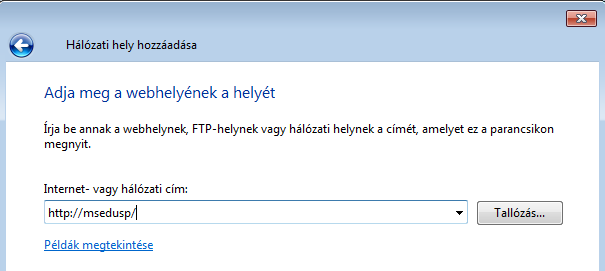 Hálózati hely hozzáadása
Adja meg a webhelyének a helyét
Írja be annak a webhelynek, FTP-helynek vagy hálózati helynek a címét, amelyet ez a parancsikon
megnyit.
Internet- vagy hálózati cím:
http://msedusp/
Tallózás...
Példák megtekintése